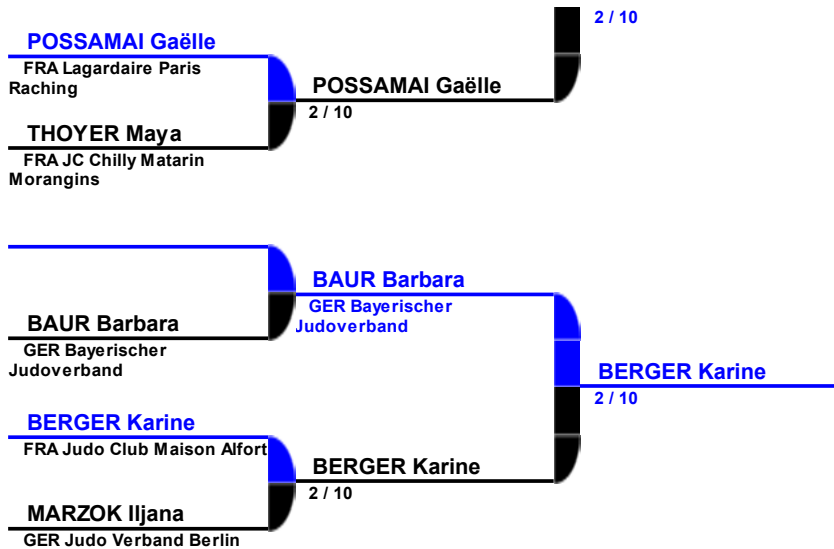 2 / 10
POSSAMAI Gaëlle
FRA Lagardaire Paris
Raching
POSSAMAI Gaëlle
2 / 10
THOYER Maya
FRA JC Chilly Matarin
Morangins
BAUR Barbara
GER Bayerischer
Judoverband
BAUR Barbara
GER Bayerischer
Judoverband
BERGER Karine
2 / 10
BERGER Karine
FRA Judo Club Maison Alfort
BERGER Karine
2 / 10
MARZOK Iljana
GER Judo Verband Berlin